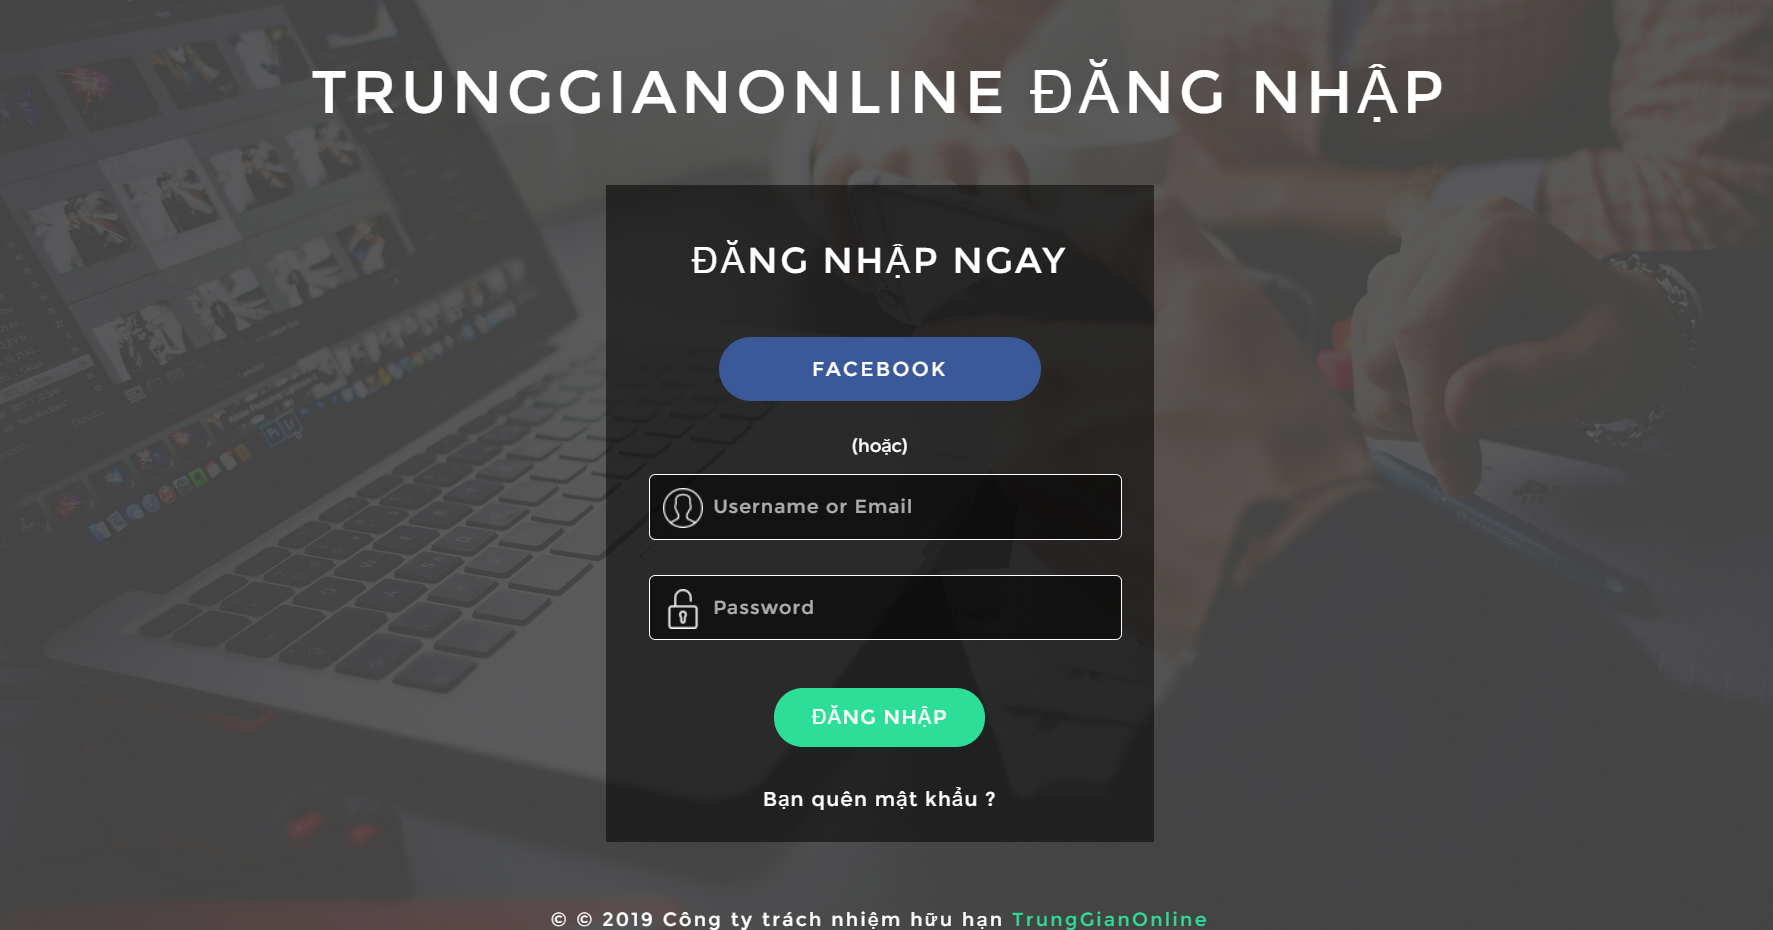 TRUNGGIANONLINE ĐĂNG NHẬP
ĐĂNG NHẬP NGAY
FACEBOOK
(hoặc)
Username or Email
Password
ĐĂNG NHẬP
Bạn quên mật khẩu ?
© © 2019 Công ty trách nhiệm hữu hạn TrungGianOnline